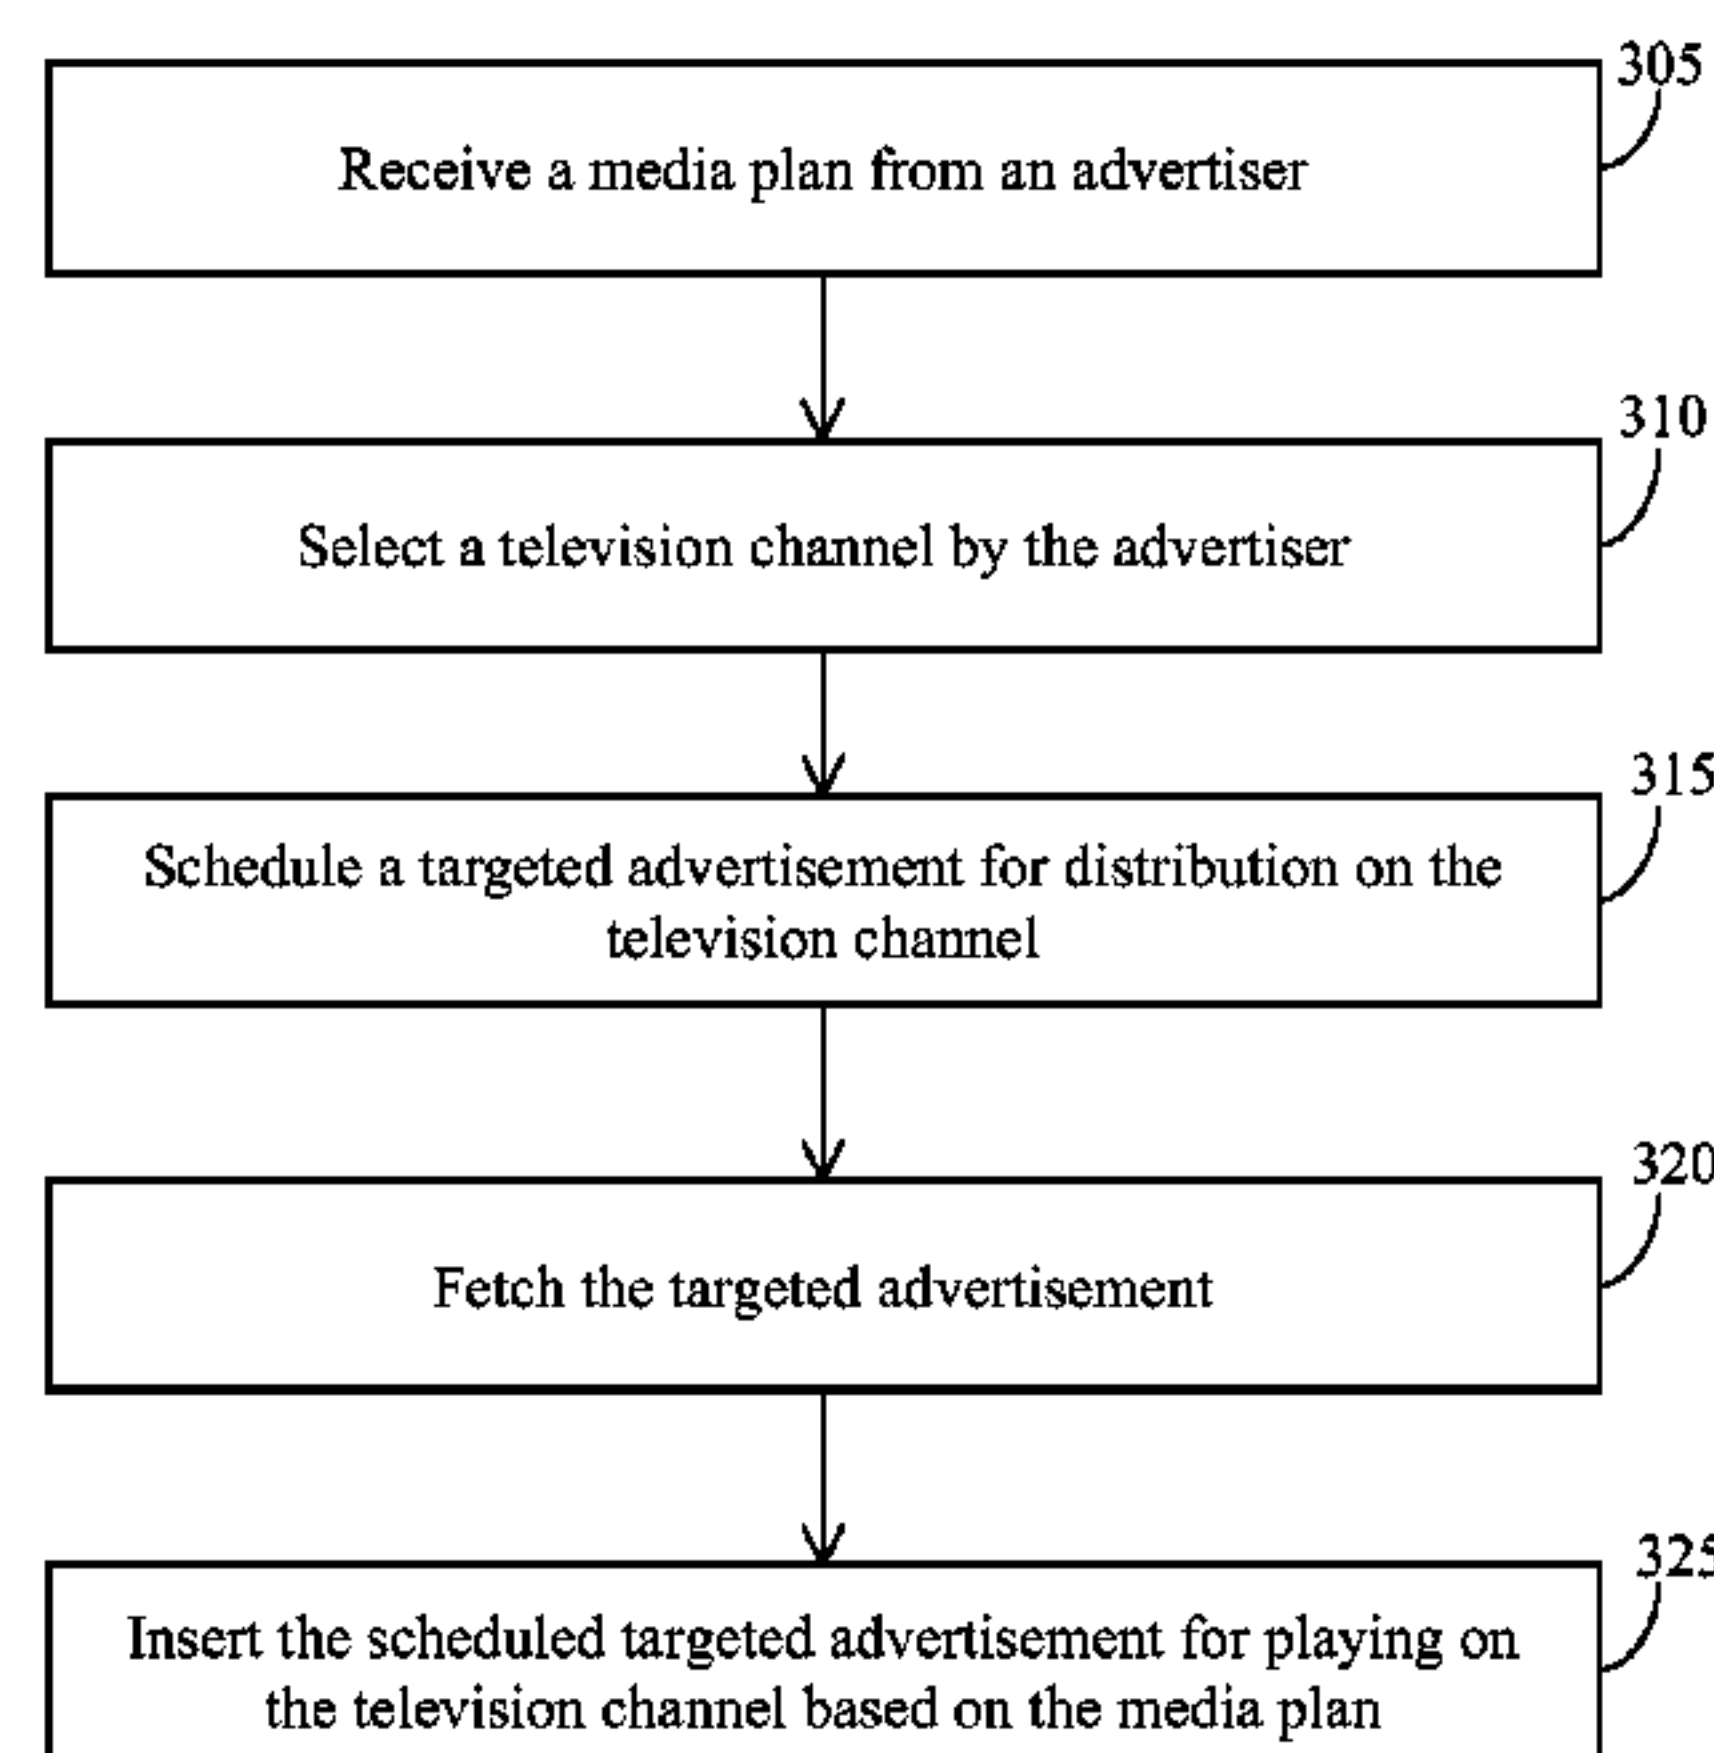 305
Receive a media plan from an advertiser
310
Select a television channel by the advertiser
315
Schedule a targeted advertisement for distribution on the
television channel
320
Fetch the targeted advertisement
325
Insert the scheduled targeted advertisement for playing on
the television channel based on the media plan